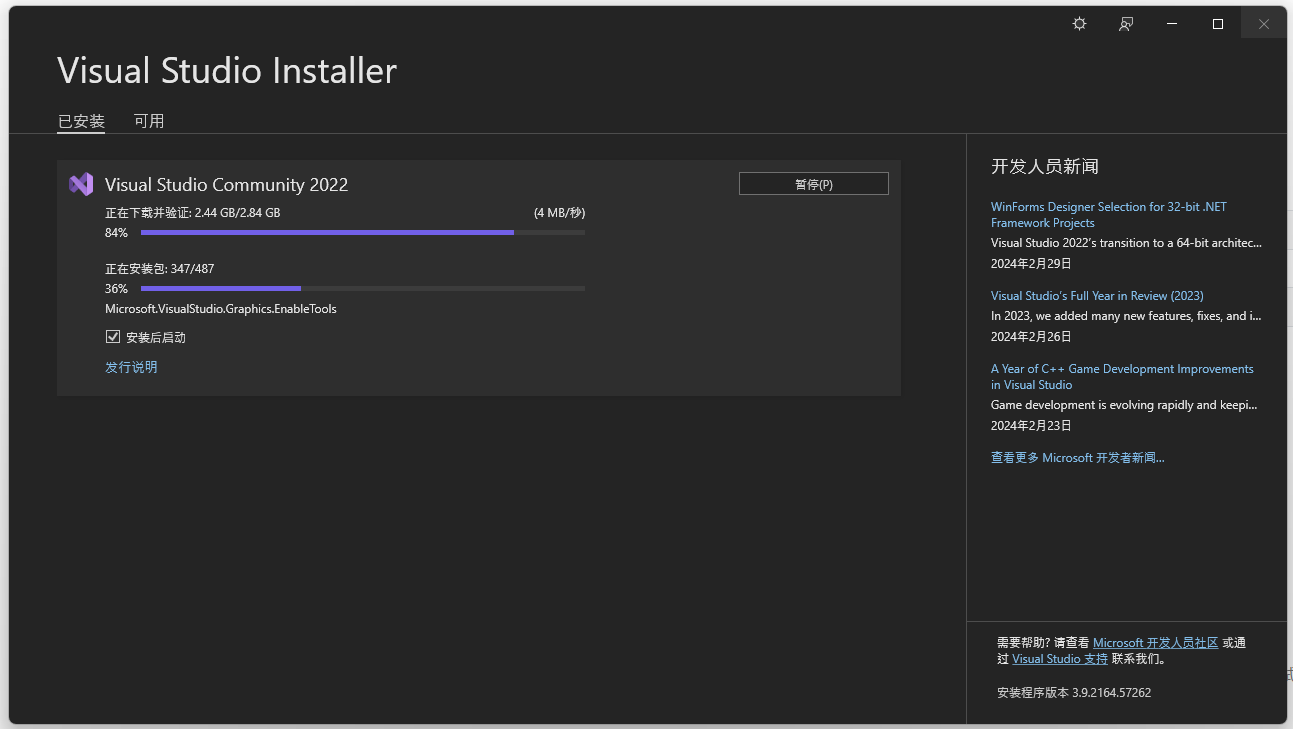 Visual Studio Installer
已安装
可用
Visual Studio Community 2022
暂停(P)
正在下载并验证: 2.44 GB/2.84 GB
(4 MB/秒)
84%
正在安装包: 347/487
36%
Microsoft.VisualStudio.Graphics.EnableTools
安装后启动
发行说明
开发人员新闻
WinForms Designer Selection for 32-bit .NET
Framework Projects
Visual Studio 2022's transition to a 64-bit architec...
2024年2月29日
Visual Studio's Full Year in Review (2023)
In 2023, we added many new features, fixes, and i...
2024年2月26日
A Year of C++ Game Development Improvements
in Visual Studio
Game development is evolving rapidly and keepi...
2024年2月23日
查看更多 Microsoft 开发者新闻...
需要帮助? 请查看 Microsoft 开发人员社区 或通
过 Visual Studio 支持 联系我们。
安装程序版本 3.9.2164.57262